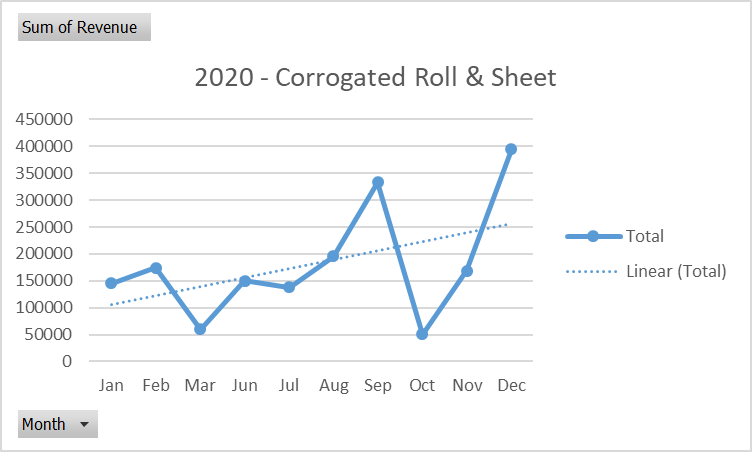 Sum of Revenue
2020 - Corrogated Roll & Sheet
450000
400000
350000
300000
250000
200000
150000
100000
50000
0
Jan Feb Mar Jun Jul Aug Sep Oct Nov Dec
Total
Linear (Total)
Month